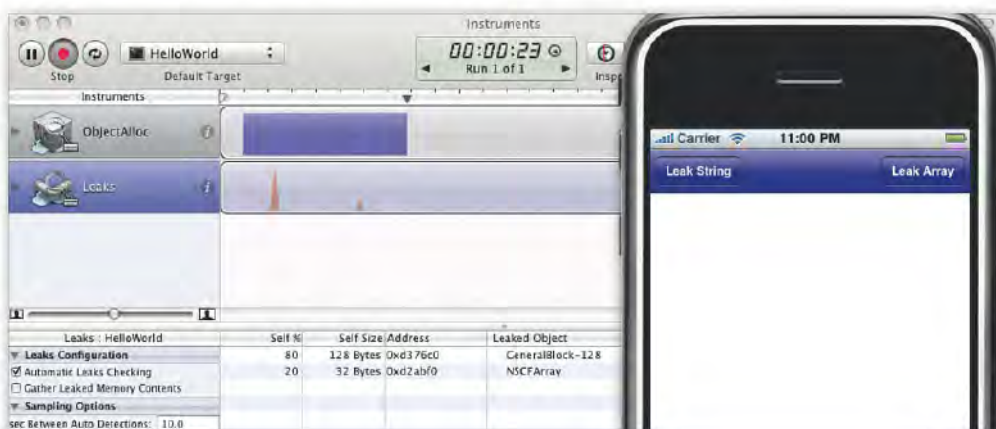 Instruments
HelloWorld
00:00:23
Run 1 of 1
Stop
Default Target
Instruments
ObjectAlloc
Leaks
Carrier
11:00 PM
Leak String
Leak Array
Leaks : HelloWorld
Self %
Self Size
Address
Leaked Object
Leaks Configuration
80
128 Bytes
0xd376c0
GeneralBlock-128
Automatic Leaks Checking
20
32 Bytes
0xd2abf0
NSCFArray
Gather Leaked Memory Contents
Sampling Options
sec Between Auto Detections: 10.0